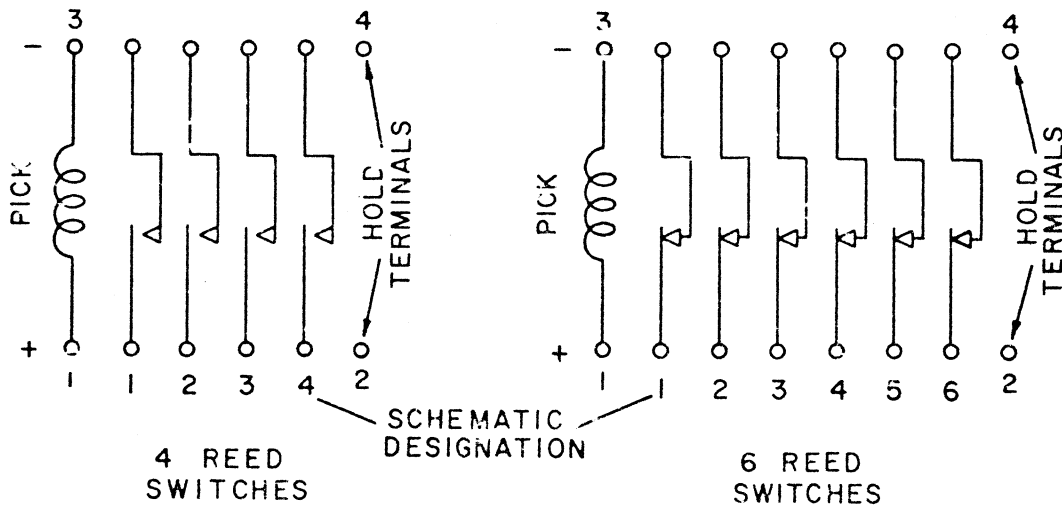 3 4
- PICK +
HOLD
TERMINALS
1 1 2 3 4 2
4 REED
SWITCHES
SCHEMATIC
DESIGNATION
3 4
- PICK +
HOLD
TERMINALS
1 1 2 3 4 5 6 2
6 REED
SWITCHES